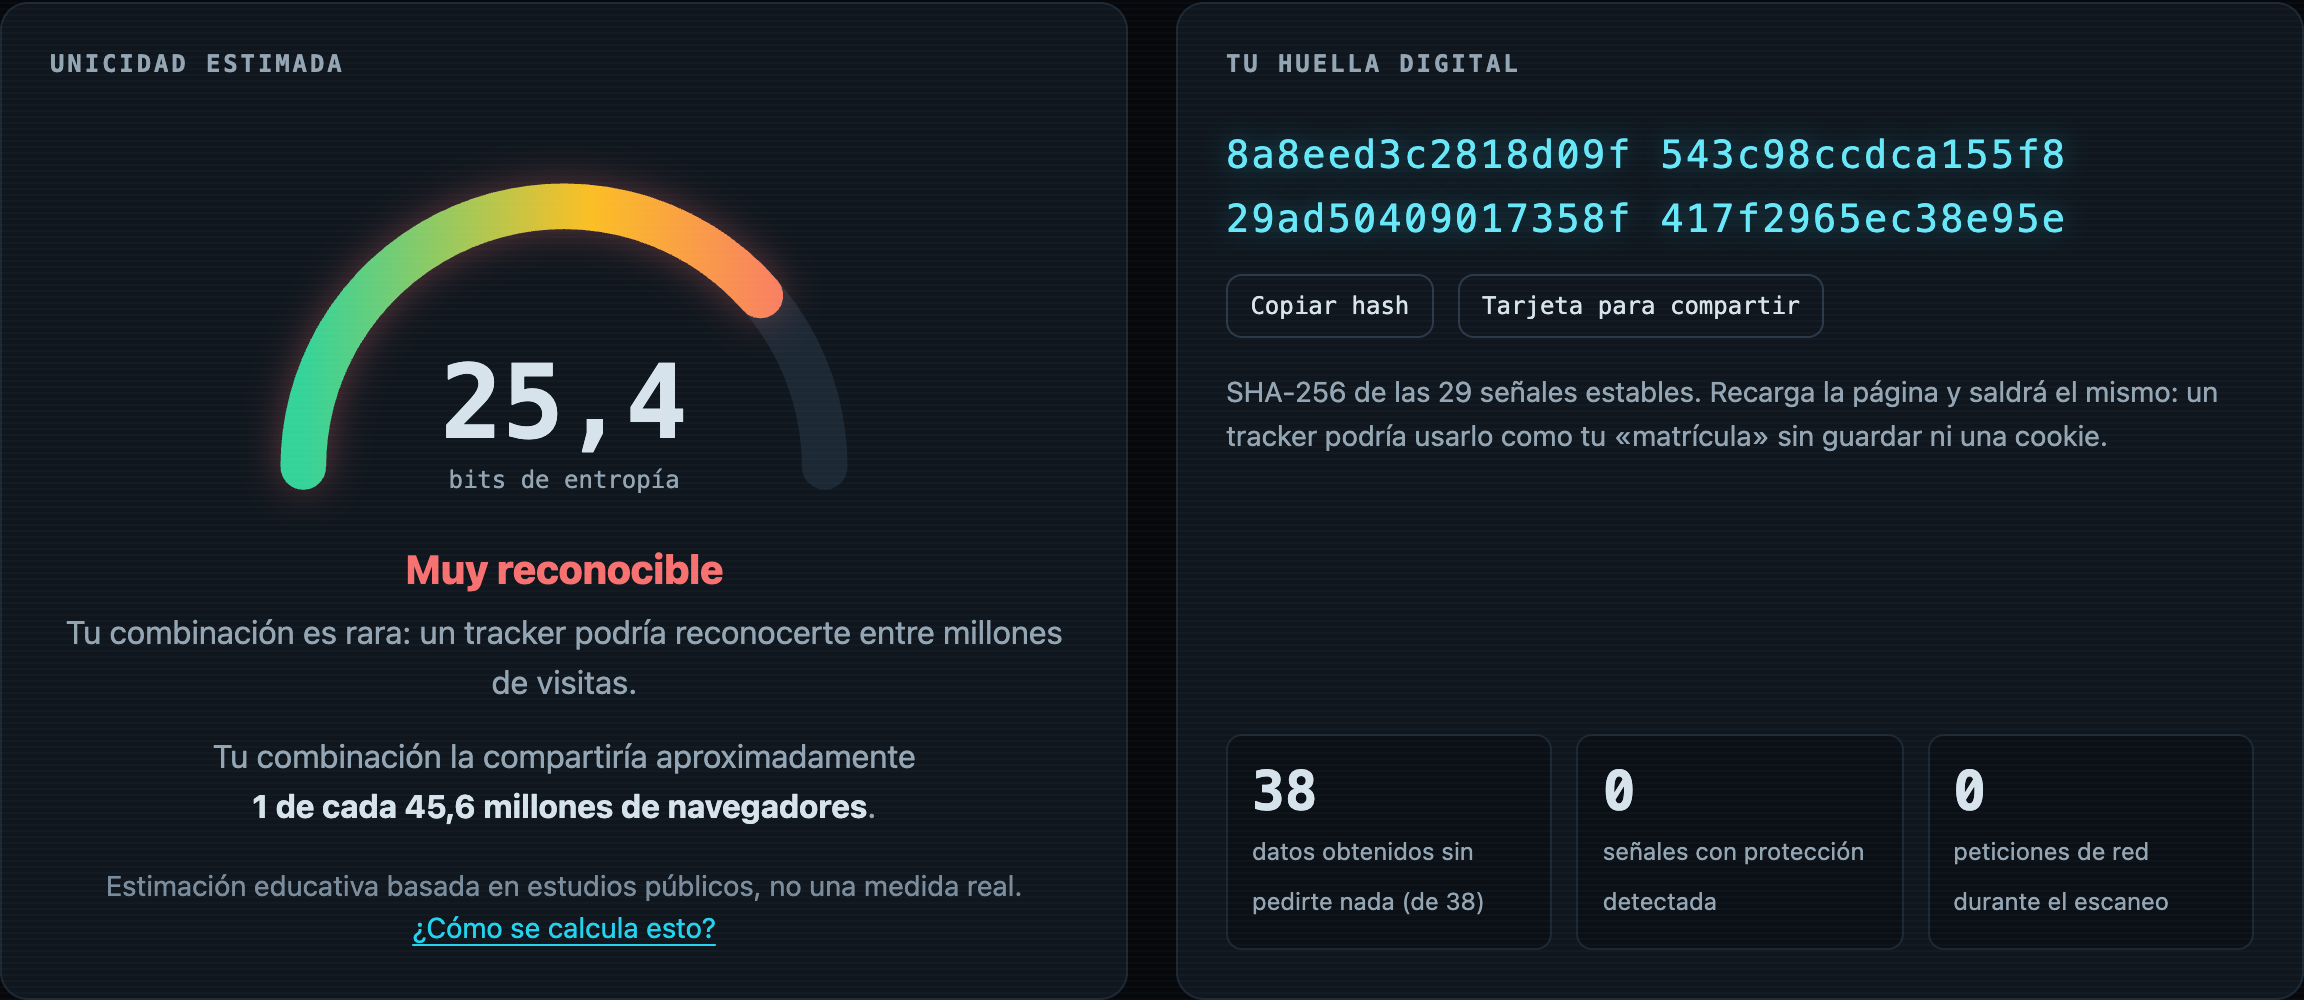 UNICIDAD ESTIMADA
25,4
bits de entropía
Muy reconocible
Tu combinación es rara: un tracker podría reconocerte entre millones
de visitas.
Tu combinación la compartiría aproximadamente
1 de cada 45,6 millones de navegadores.
Estimación educativa basada en estudios públicos, no una medida real.
¿Cómo se calcula esto?
TU HUELLA DIGITAL
8a8eed3c2818d09f 543c98ccdca155f8
29ad50409017358f 417f2965ec38e95e
Copiar hash
Tarjeta para compartir
SHA-256 de las 29 señales estables. Recarga la página y saldrá el mismo: un
tracker podría usarlo como tu «matrícula» sin guardar ni una cookie.
38
datos obtenidos sin
pedirte nada (de 38)
0
señales con protección
detectada
0
peticiones de red
durante el escaneo